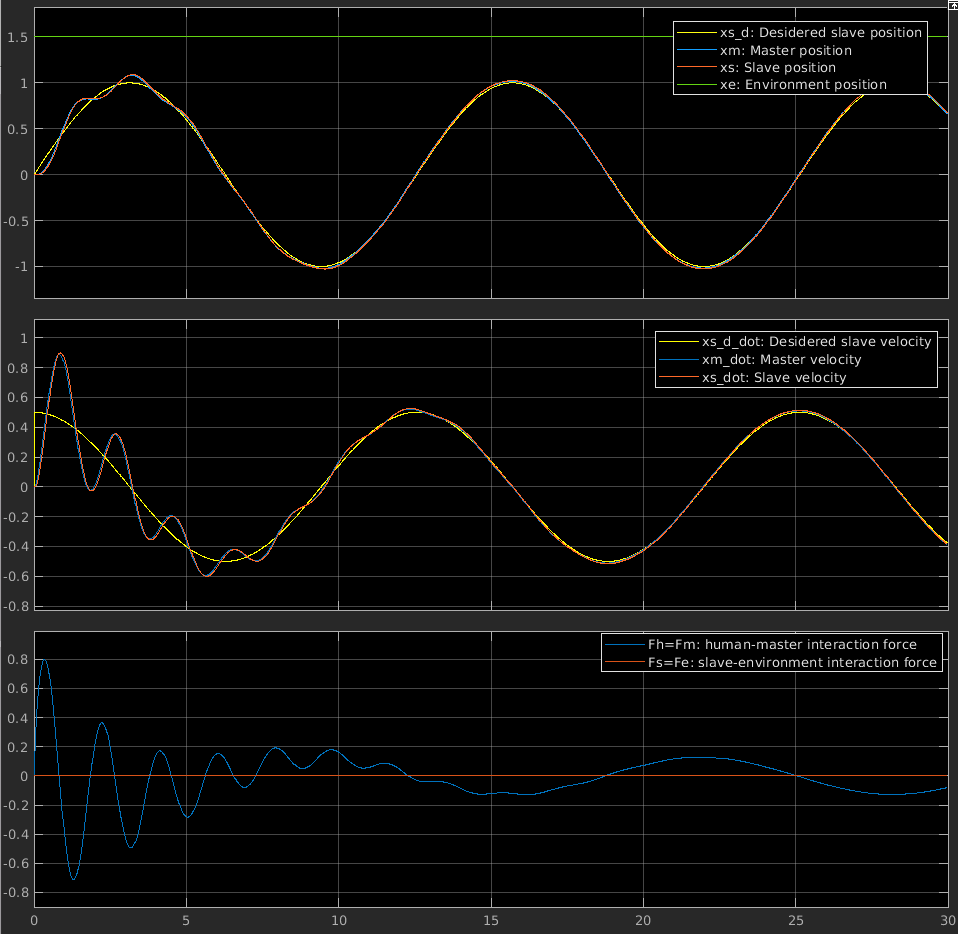 1.5
1
0.5
0
-0.5
-1
xs_d: Desidered slave position
xm: Master position
xs: Slave position
xe: Environment position
1
0.8
0.6
0.4
0.2
0
-0.2
-0.4
-0.6
-0.8
xs_d_dot: Desidered slave velocity
xm_dot: Master velocity
xs_dot: Slave velocity
0.8
0.6
0.4
0.2
0
-0.2
-0.4
-0.6
-0.8
Fh=Fm: human-master interaction force
Fs=Fe: slave-environment interaction force
0 5 10 15 20 25 30